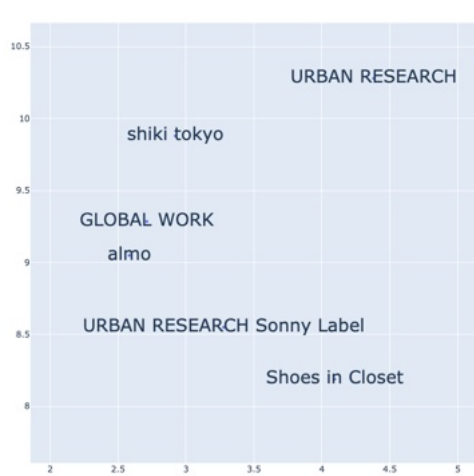 10.5
URBAN RESEARCH
10
shiki tokyo
9.5
GLOBAL WORK
almo
9
URBAN RESEARCH Sonny Label
8.5
Shoes in Closet
8
2 2.5 3 3.5 4 4.5 5